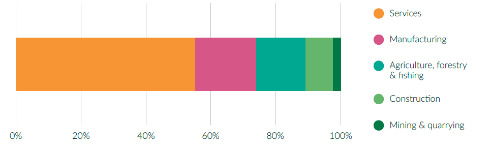 Services
Manufacturing
Agriculture, forestry
& fishing
Construction
Mining & quarrying
0% 20% 40% 60% 80% 100%